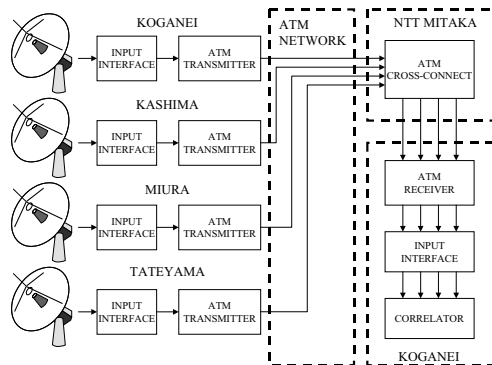 KOGANEI
INPUT
INTERFACE
ATM
TRANSMITTER
KASHIMA
INPUT
INTERFACE
ATM
TRANSMITTER
MIURA
INPUT
INTERFACE
ATM
TRANSMITTER
TATEYAMA
INPUT
INTERFACE
ATM
TRANSMITTER
ATM
NETWORK
NTT MITAKA
ATM
CROSS-CONNECT
ATM
RECEIVER
INPUT
INTERFACE
CORRELATOR
KOGANEI